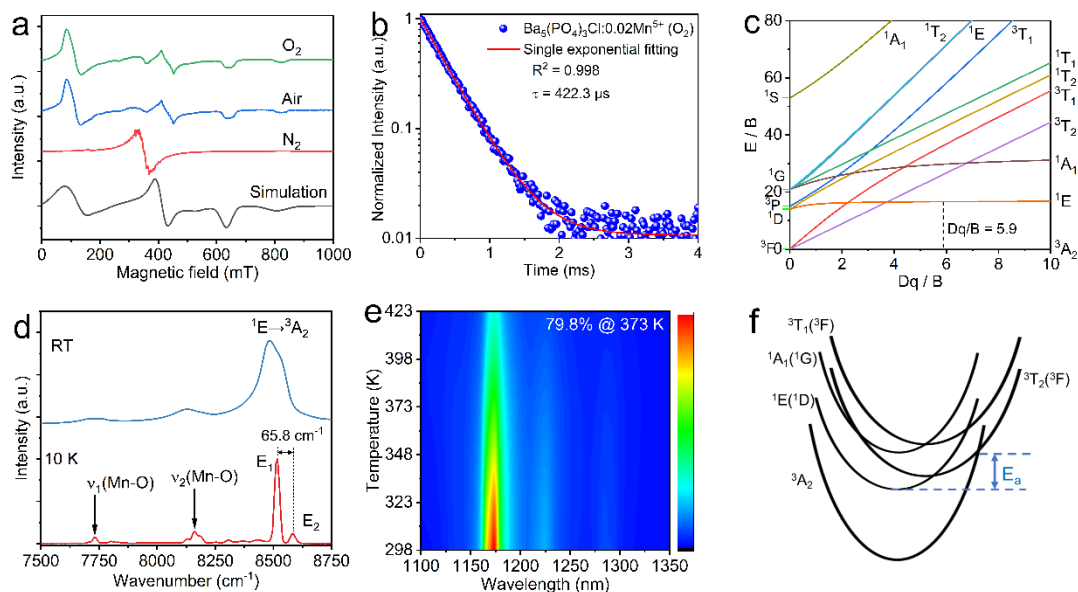 a
O₂
Air
N₂
Simulation
Intensity (a.u.)
0 200 400 600 800 1000
Magnetic field (mT)
b
Ba₅(PO₄)₃Cl:0.02Mn⁵⁺ (O₂)
Single exponential fitting
R² = 0.998
τ = 422.3 μs
Normalized Intensity (a.u.)
1
0.1
0.01
0 1 2 3 4
Time (ms)
c
¹A₁
¹T₂
¹E
³T₁
¹T₁
¹T₂
³T₁
³T₂
¹A₁
¹E
³A₂
Dq/B = 5.9
E / B
80
60
40
20
0
¹S
¹G
³P
¹D
³F
0 2 4 6 8 10
Dq / B
d
¹E→³A₂
RT
65.8 cm⁻¹
10 K
E₁
E₂
ν₁(Mn-O)
ν₂(Mn-O)
Intensity (a.u.)
7500 7750 8000 8250 8500 8750
Wavenumber (cm⁻¹)
e
79.8% @ 373 K
Temperature (K)
423
398
373
348
323
298
1100 1150 1200 1250 1300
Wavelength (nm)
f
³T₁(³F)
¹A₁(¹G)
¹E(¹D)
³T₂(³F)
³A₂
Eₐ